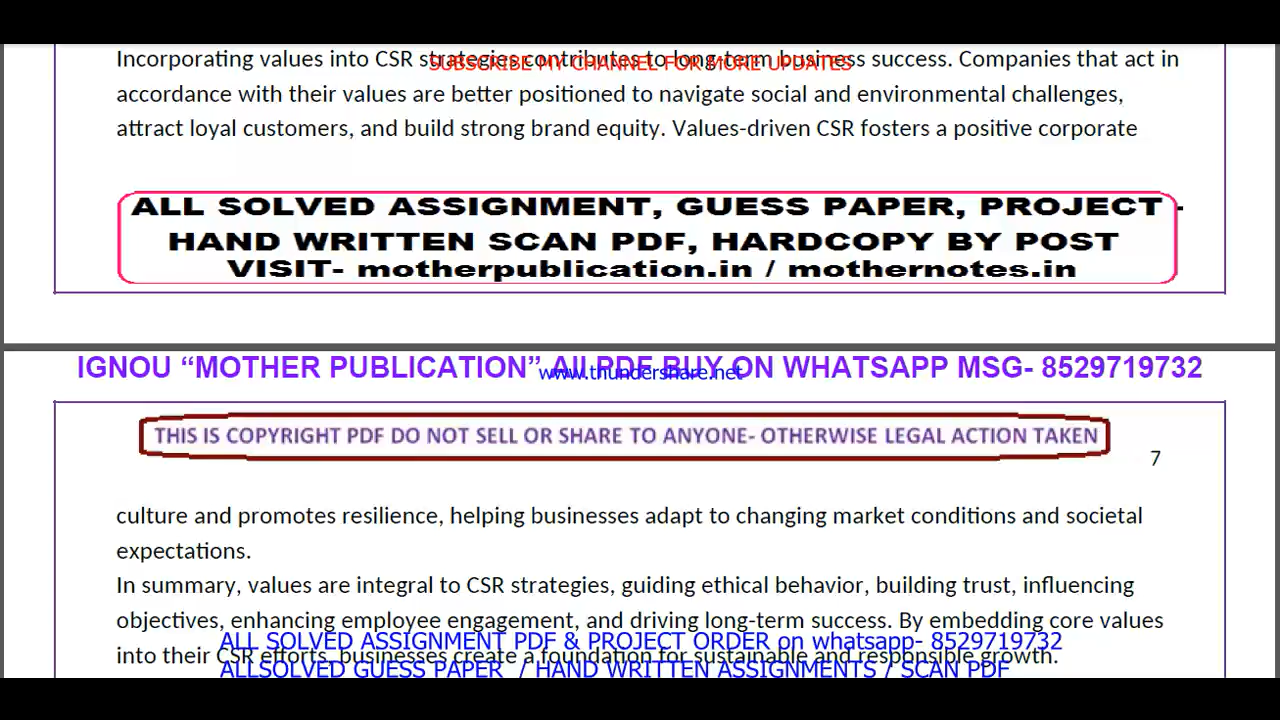 Incorporating values into CSR strategies contributes to long-term business success. Companies that act in
SUBSCRIBE MY CHANNEL FOR MORE UPDATES
accordance with their values are better positioned to navigate social and environmental challenges,
attract loyal customers, and build strong brand equity. Values-driven CSR fosters a positive corporate
ALL SOLVED ASSIGNMENT, GUESS PAPER, PROJECT -
HAND WRITTEN SCAN PDF, HARDCOPY BY POST
VISIT- motherpublication.in / mothernotes.in
IGNOU “MOTHER PUBLICATION” All PDF BUY ON WHATSAPP MSG- 8529719732
www.thundershare.net
THIS IS COPYRIGHT PDF DO NOT SELL OR SHARE TO ANYONE- OTHERWISE LEGAL ACTION TAKEN
7
culture and promotes resilience, helping businesses adapt to changing market conditions and societal
expectations.
In summary, values are integral to CSR strategies, guiding ethical behavior, building trust, influencing
objectives, enhancing employee engagement, and driving long-term success. By embedding core values
ALL SOLVED ASSIGNMENT PDF & PROJECT ORDER on whatsapp- 8529719732
into their CSR efforts, businesses create a foundation for sustainable and responsible growth.
ALLSOLVED GUESS PAPER / HAND WRITTEN ASSIGNMENTS / SCAN PDF